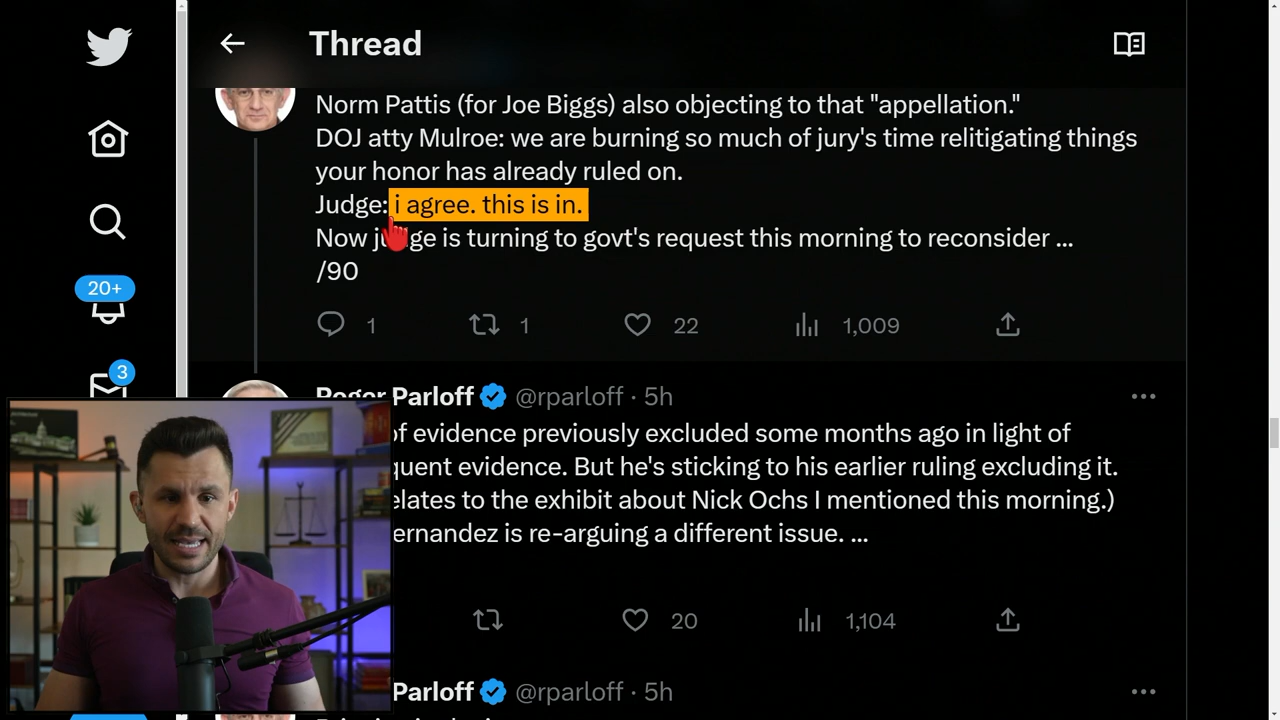 Thread
Norm Pattis (for Joe Biggs) also objecting to that "appellation."
DOJ atty Mulroe: we are burning so much of jury's time relitigating things
your honor has already ruled on.
Judge: i agree. this is in.
Now judge is turning to govt's request this morning to reconsider ...
/90
1 1 22 1,009
20+
3
Roger Parloff @rparloff · 5h
of evidence previously excluded some months ago in light of
quent evidence. But he's sticking to his earlier ruling excluding it.
elates to the exhibit about Nick Ochs I mentioned this morning.)
ernandez is re-arguing a different issue. ...
20 1,104
Parloff @rparloff · 5h